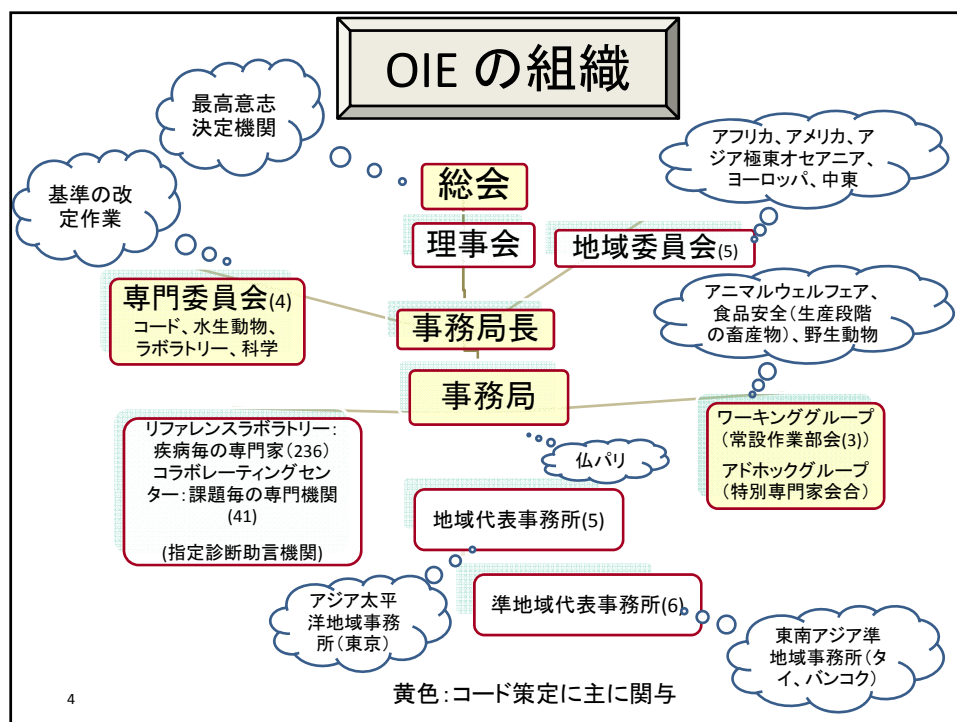 OIE の組織
最高意志
決定機関
アフリカ、アメリカ、ア
ジア極東オセアニア、
ヨーロッパ、中東
基準の改
定作業
総会
理事会
地域委員会(5)
専門委員会(4)
コード、水生動物、
ラボラトリー、科学
事務局長
アニマルウェルフェア、
食品安全(生産段階
の畜産物)、野生動物
事務局
リファレンスラボラトリー:
疾病毎の専門家(236)
コラボレーティングセン
ター:課題毎の専門機関
(41)
(指定診断助言機関)
ワーキンググループ
(常設作業部会(3))
アドホックグループ
(特別専門家会合)
仏パリ
地域代表事務所(5)
準地域代表事務所(6)
アジア太平
洋地域事務
所(東京)
東南アジア準
地域事務所(タ
イ、バンコク)
黄色:コード策定に主に関与
4